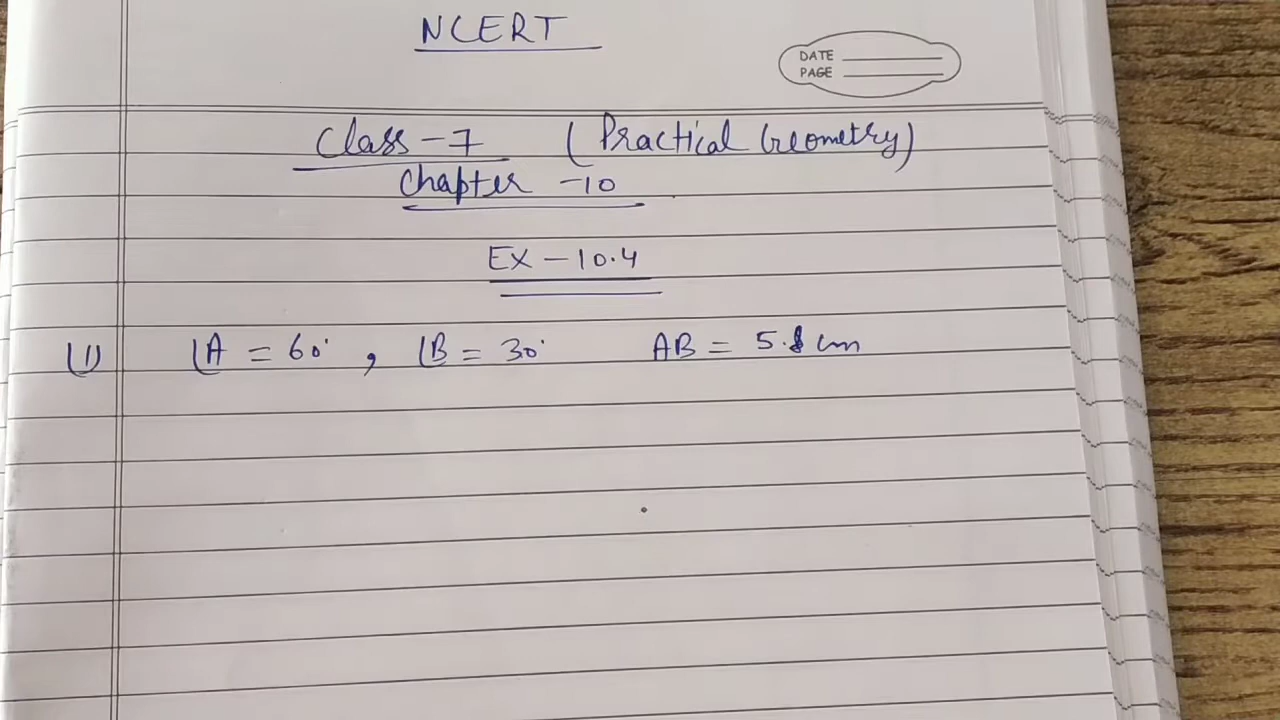 NCERT
DATE
PAGE
Class - 7 (Practical Geometry)
Chapter - 10
EX - 10.4
(1) ∠A = 60°, ∠B = 30° AB = 5.8 cm